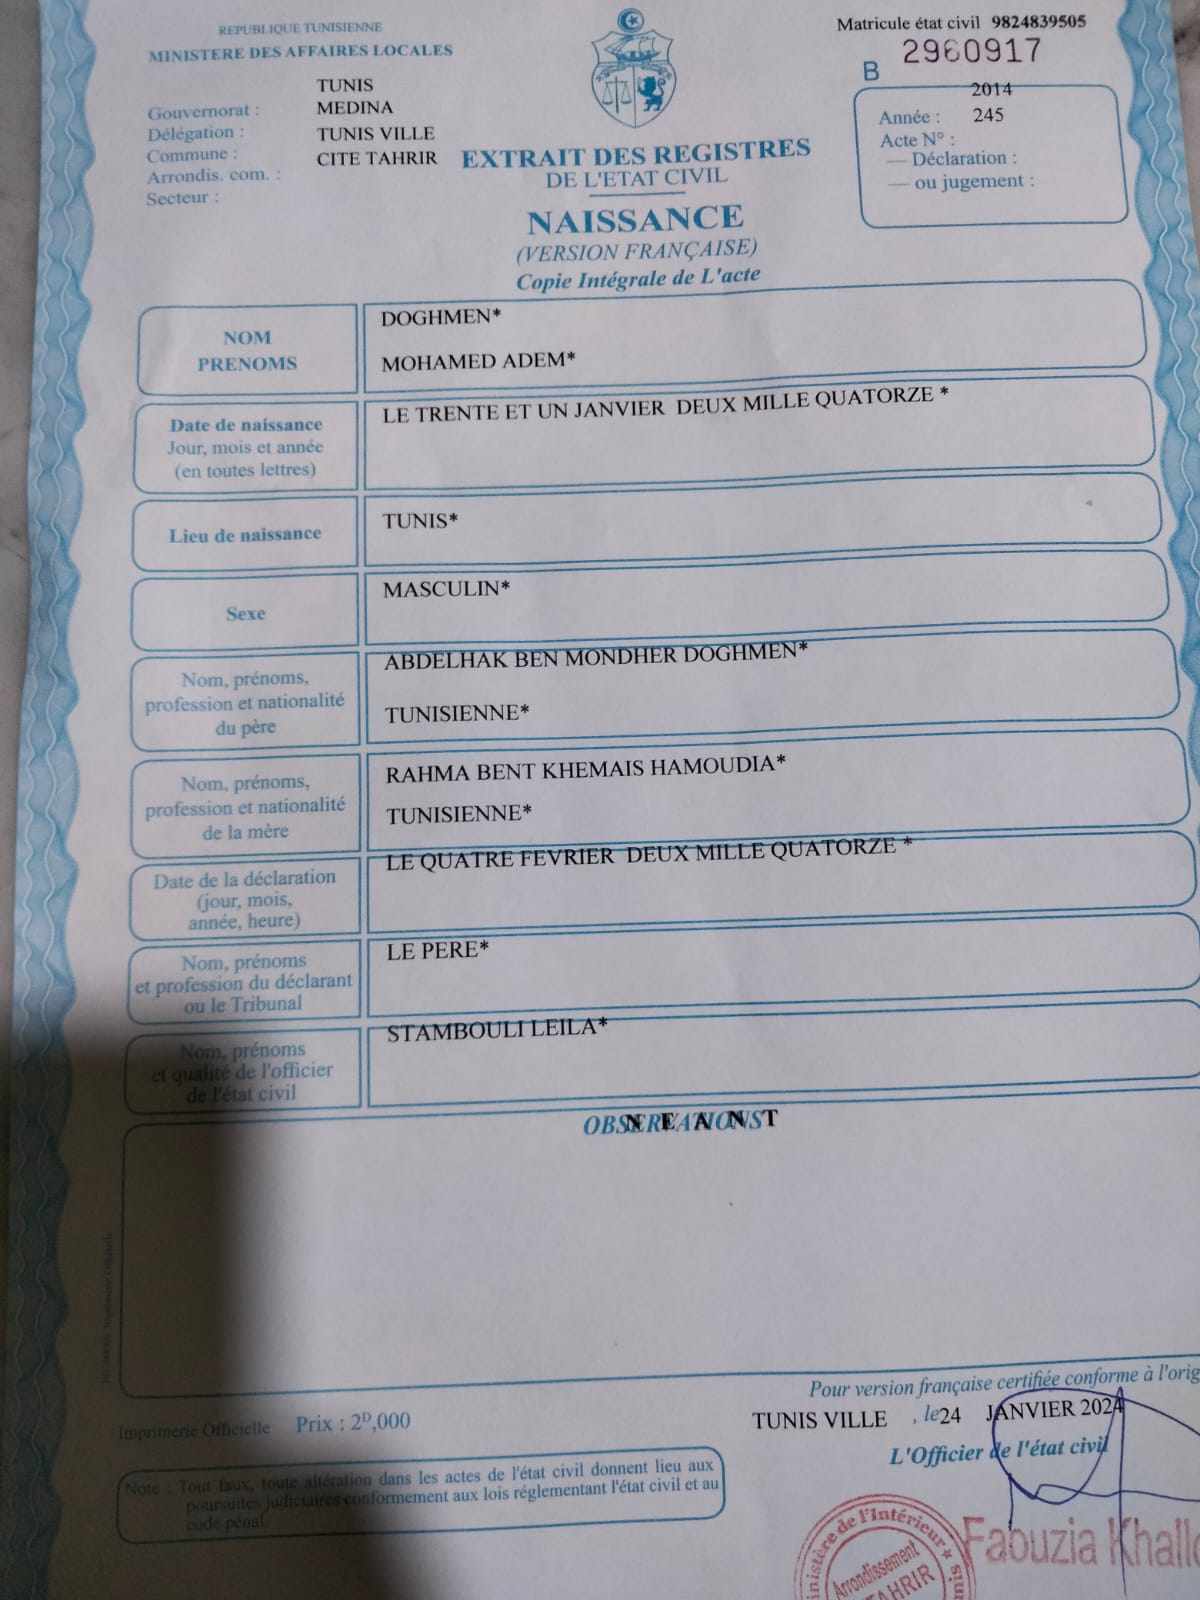 REPUBLIQUE TUNISIENNE
MINISTERE DES AFFAIRES LOCALES
Matricule état civil 9824839505
B 2960917
TUNIS
Gouvernorat :
MEDINA
Délégation :
TUNIS VILLE
Commune :
CITE TAHRIR
Arrondis. com. :
Secteur :
2014
Année :
245
Acte N° :
— Déclaration :
— ou jugement :
EXTRAIT DES REGISTRES
DE L'ETAT CIVIL
NAISSANCE
(VERSION FRANÇAISE)
Copie Intégrale de L'acte
NOM
PRENOMS
DOGHMEN*
MOHAMED ADEM*
Date de naissance
Jour, mois et année
(en toutes lettres)
LE TRENTE ET UN JANVIER DEUX MILLE QUATORZE *
Lieu de naissance
TUNIS*
Sexe
MASCULIN*
Nom, prénoms,
profession et nationalité
du père
ABDELHAK BEN MONDHER DOGHMEN*
TUNISIENNE*
Nom, prénoms,
profession et nationalité
de la mère
RAHMA BENT KHEMAIS HAMOUDIA*
TUNISIENNE*
Date de la déclaration
(jour, mois,
année, heure)
LE QUATRE FEVRIER DEUX MILLE QUATORZE *
Nom, prénoms
et profession du déclarant
ou le Tribunal
LE PERE*
Nom, prénoms
et qualité de l'officier
de l'état civil
STAMBOULI LEILA*
OBSERVATIONS
N E A N T
Pour version française certifiée conforme à l'orig
TUNIS VILLE , le 24 JANVIER 2024
L'Officier de l'état civil
Imprimerie Officielle Prix : 2D,000
Note : Tout faux, toute altération dans les actes de l'état civil donnent lieu aux
poursuites judiciaires conformement aux lois réglementant l'état civil et au
code pénal.
Ministère de l'Intérieur
Arrondissement
TAHRIR
Faouzia